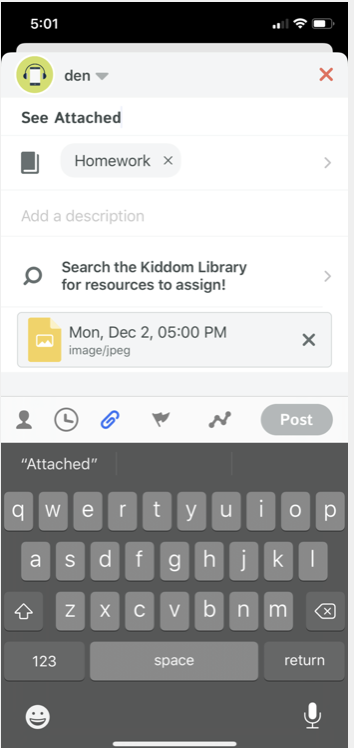 5:01
den
See Attached
Homework ×
Add a description
Search the Kiddom Library
for resources to assign!
Mon, Dec 2, 05:00 PM
image/jpeg
Post
“Attached”
q w e r t y u i o p
a s d f g h j k l
z x c v b n m
123 space return